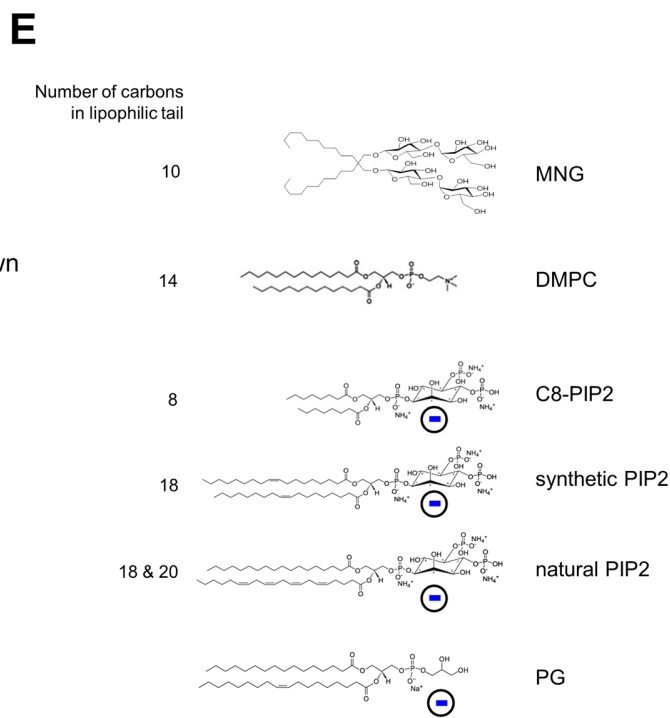 E
Number of carbons
in lipophilic tail
10
MNG
wn
14
DMPC
8
C8-PIP2
18
synthetic PIP2
18 & 20
natural PIP2
PG